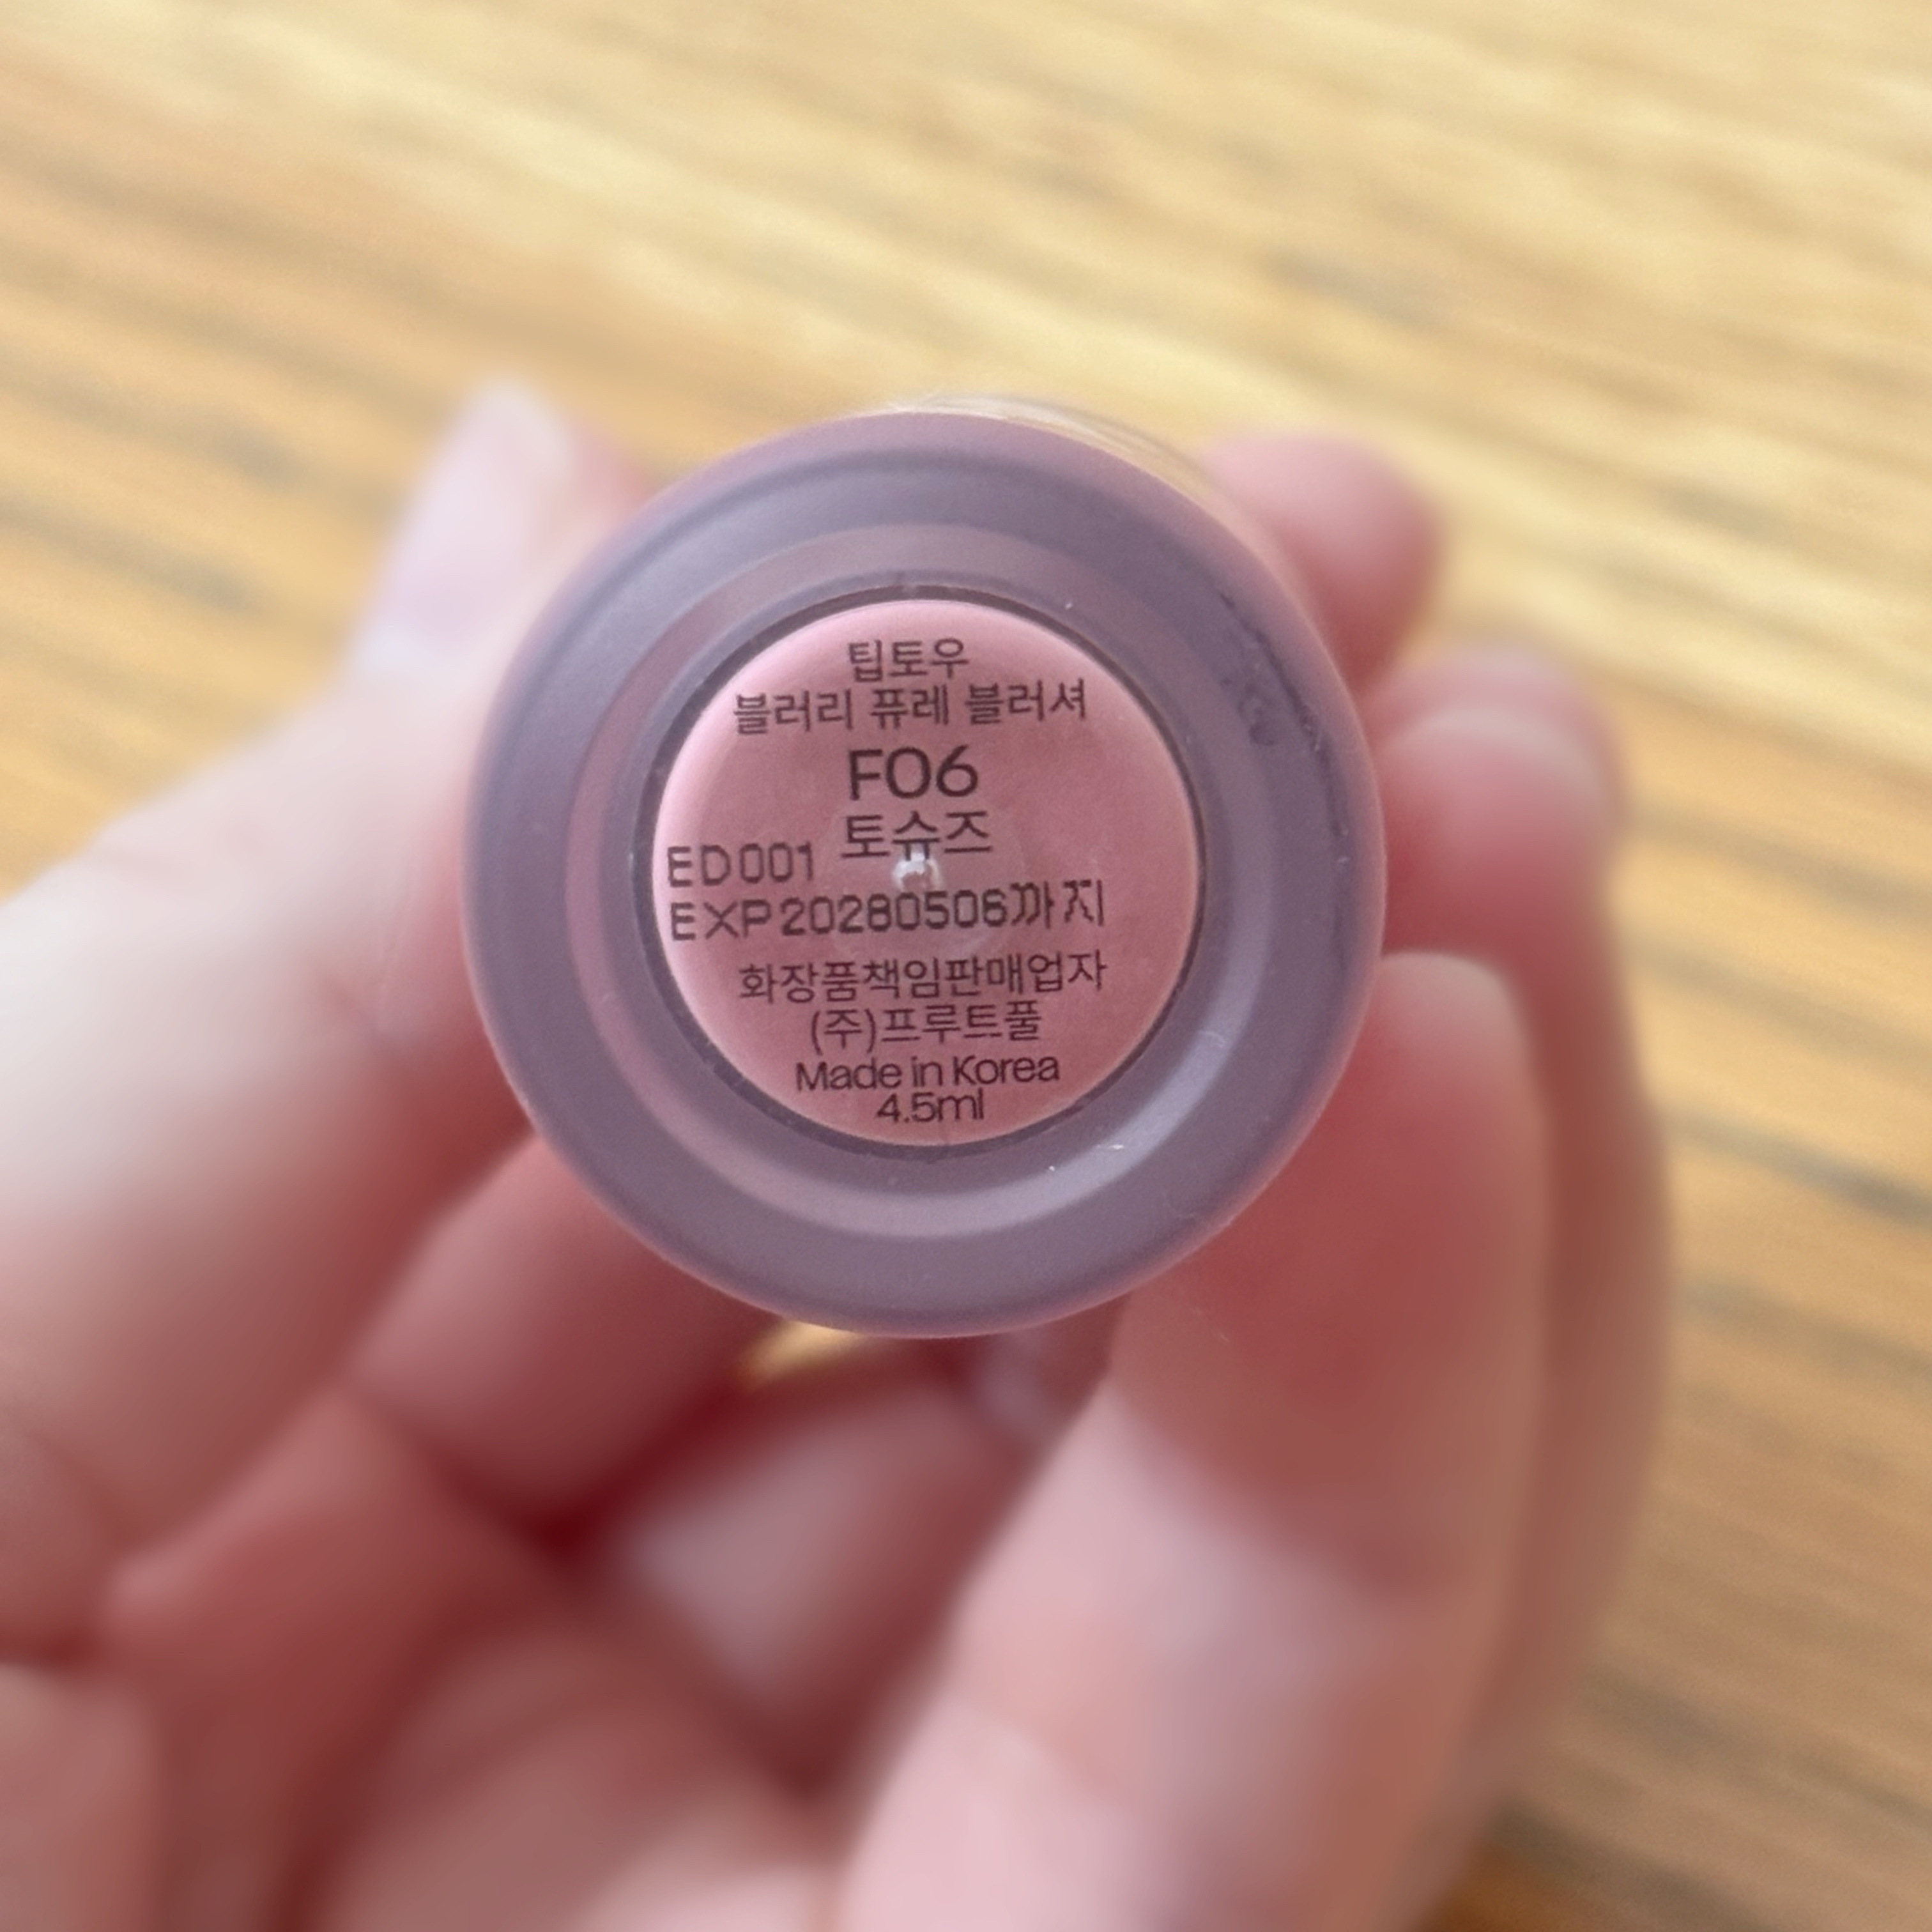 팁토우
블러리 퓨레 블러셔
F06
토슈즈
ED001
EXP20280506까지
화장품책임판매업자
(주)프루트풀
Made in Korea
4.5ml